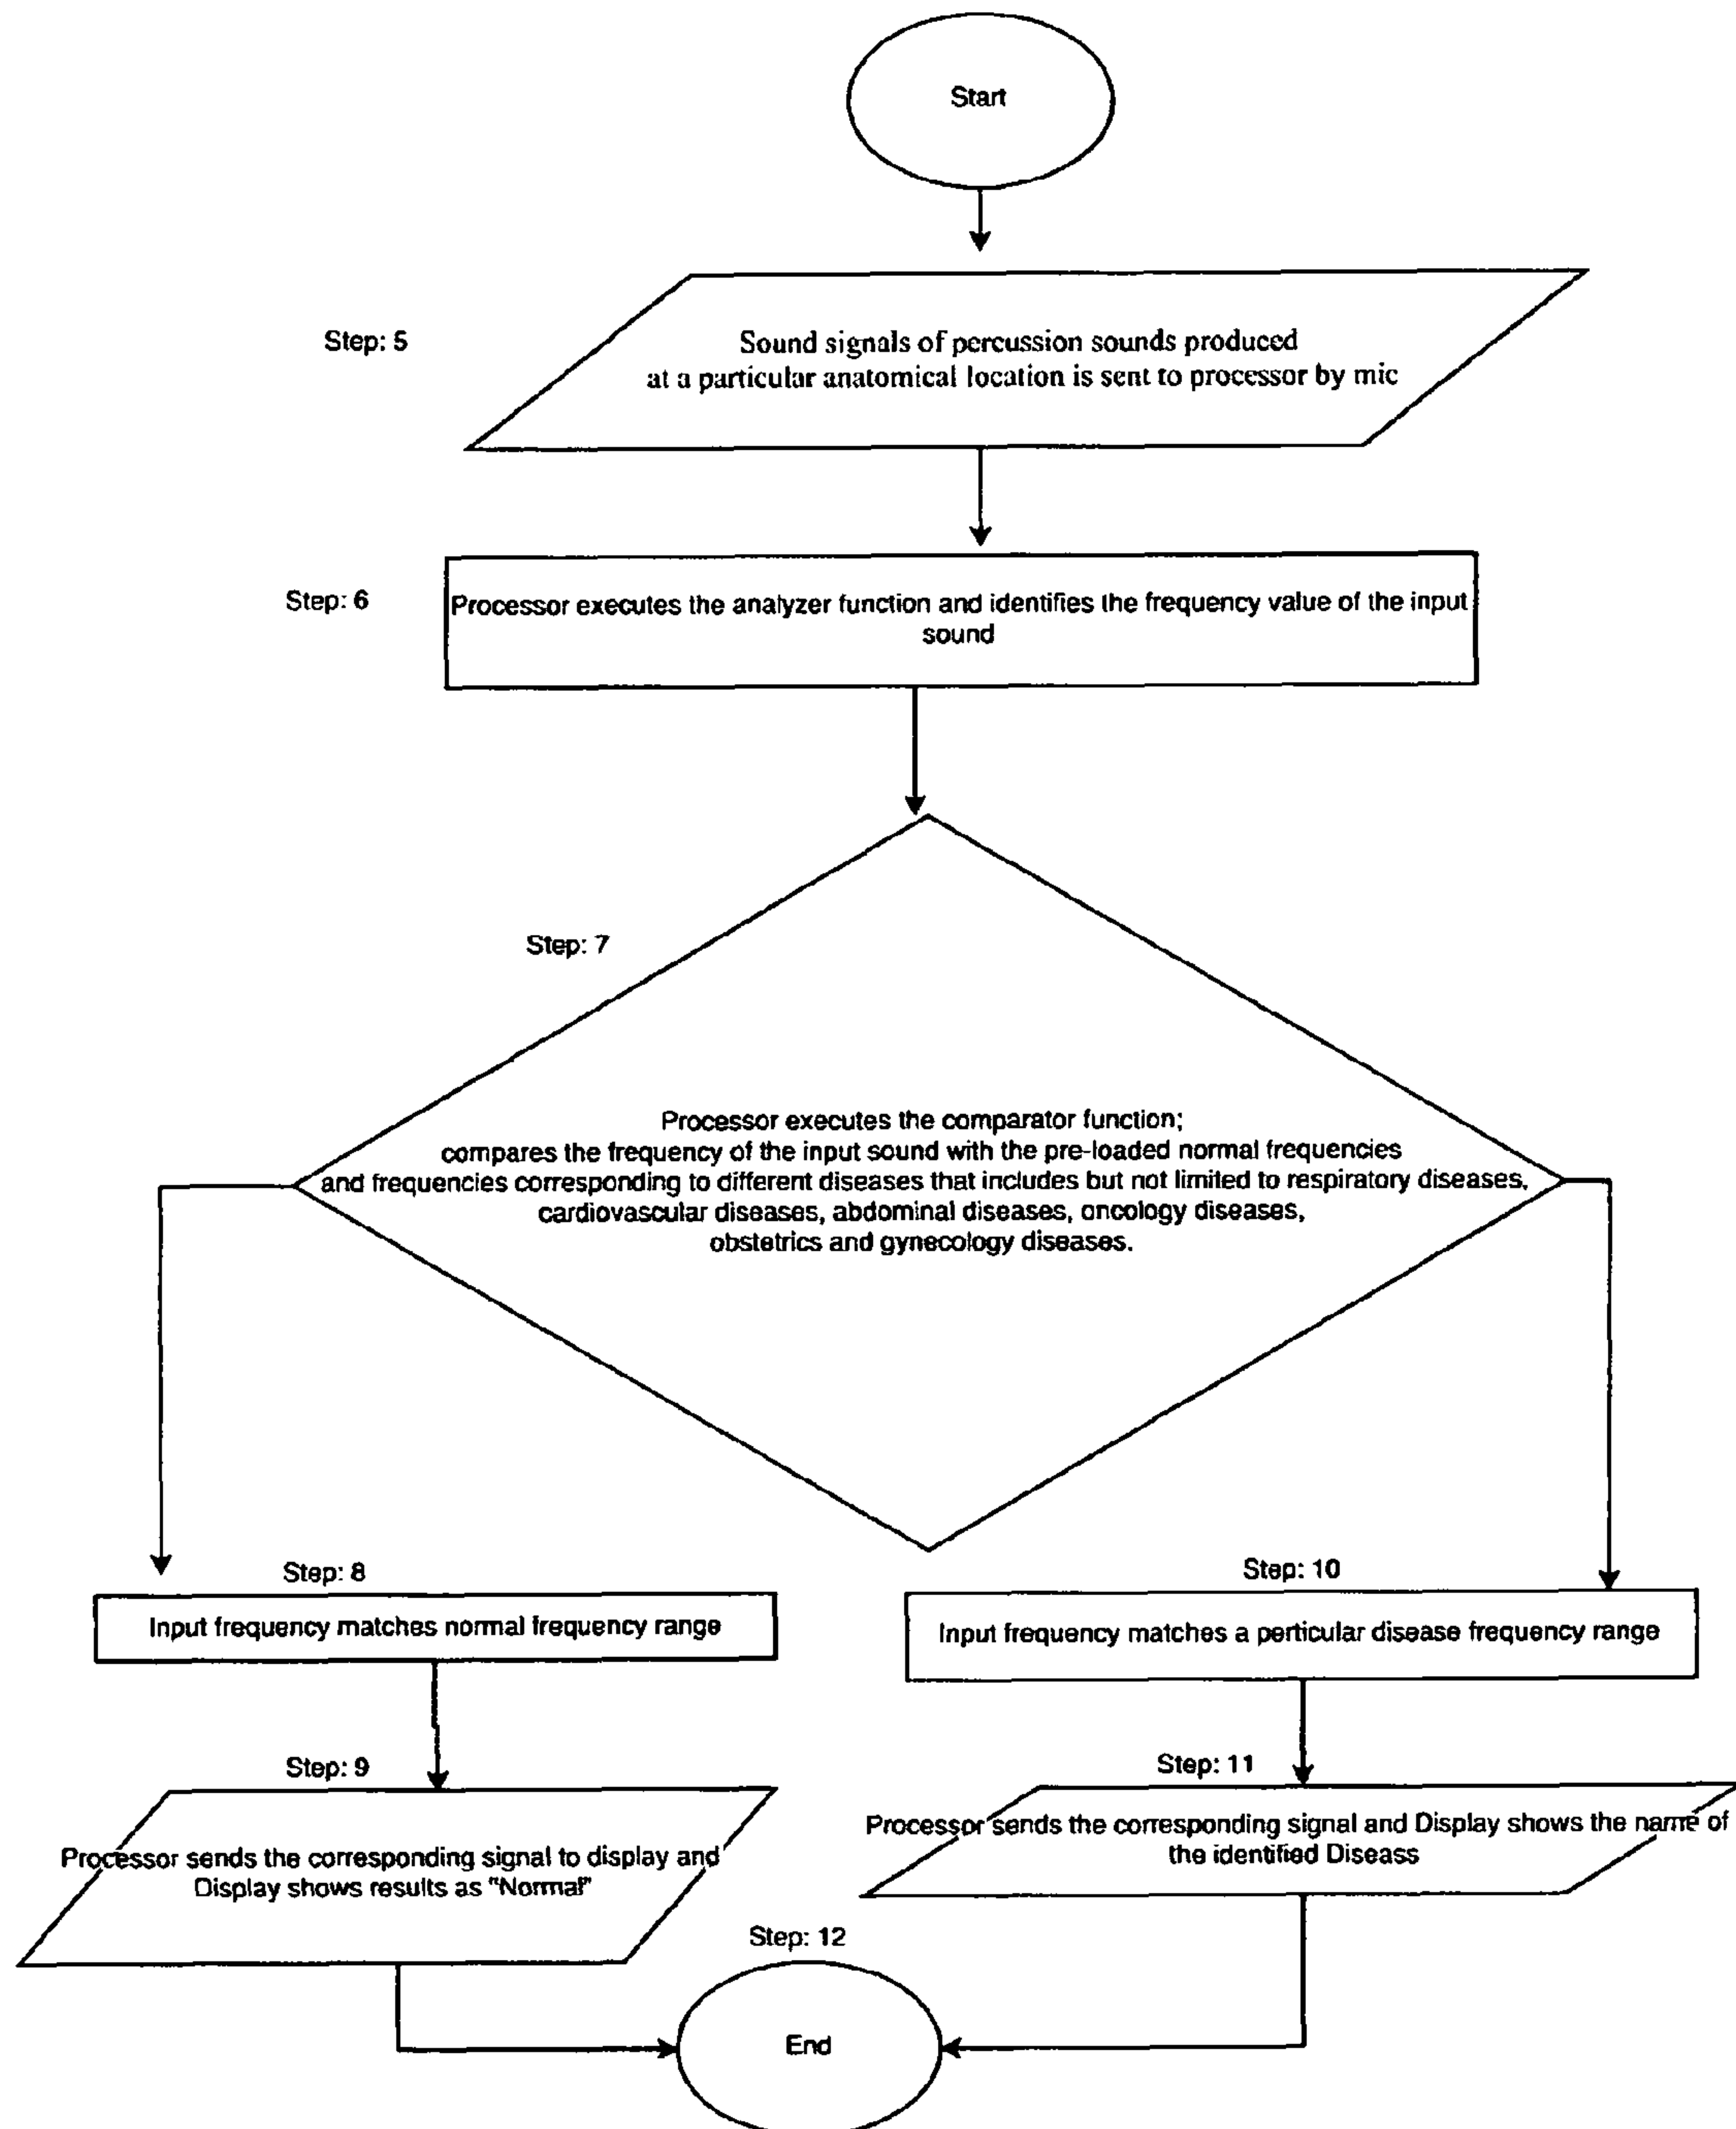 Start
Step: 5
Sound signals of percussion sounds produced
at a particular anatomical location is sent to processor by mic
Step: 6
Processor executes the analyzer function and identifies the frequency value of the input
sound
Step: 7
Processor executes the comparator function;
compares the frequency of the input sound with the pre-loaded normal frequencies
and frequencies corresponding to different diseases that includes but not limited to respiratory diseases,
cardiovascular diseases, abdominal diseases, oncology diseases,
obstetrics and gynecology diseases.
Step: 8
Input frequency matches normal frequency range
Step: 10
Input frequency matches a perticular disease frequency range
Step: 9
Processor sends the corresponding signal to display and
Display shows results as "Normal"
Step: 11
Processor sends the corresponding signal and Display shows the name of
the identified Diseass
Step: 12
End